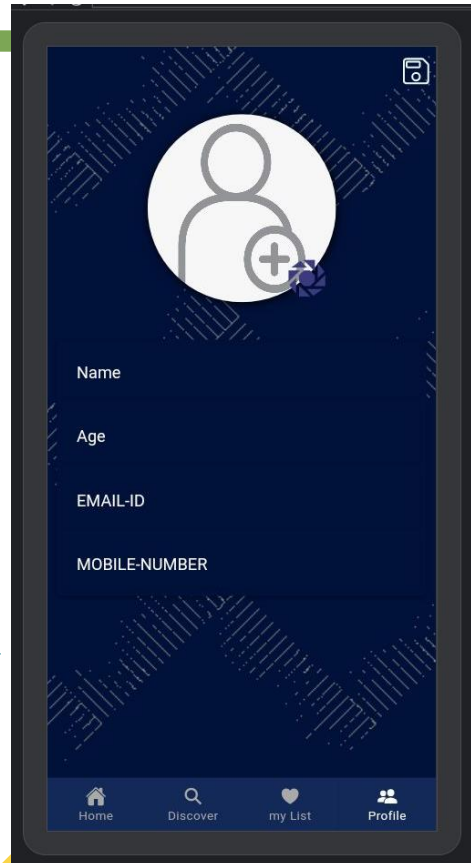 Name
Age
EMAIL-ID
MOBILE-NUMBER
Home Discover my List Profile